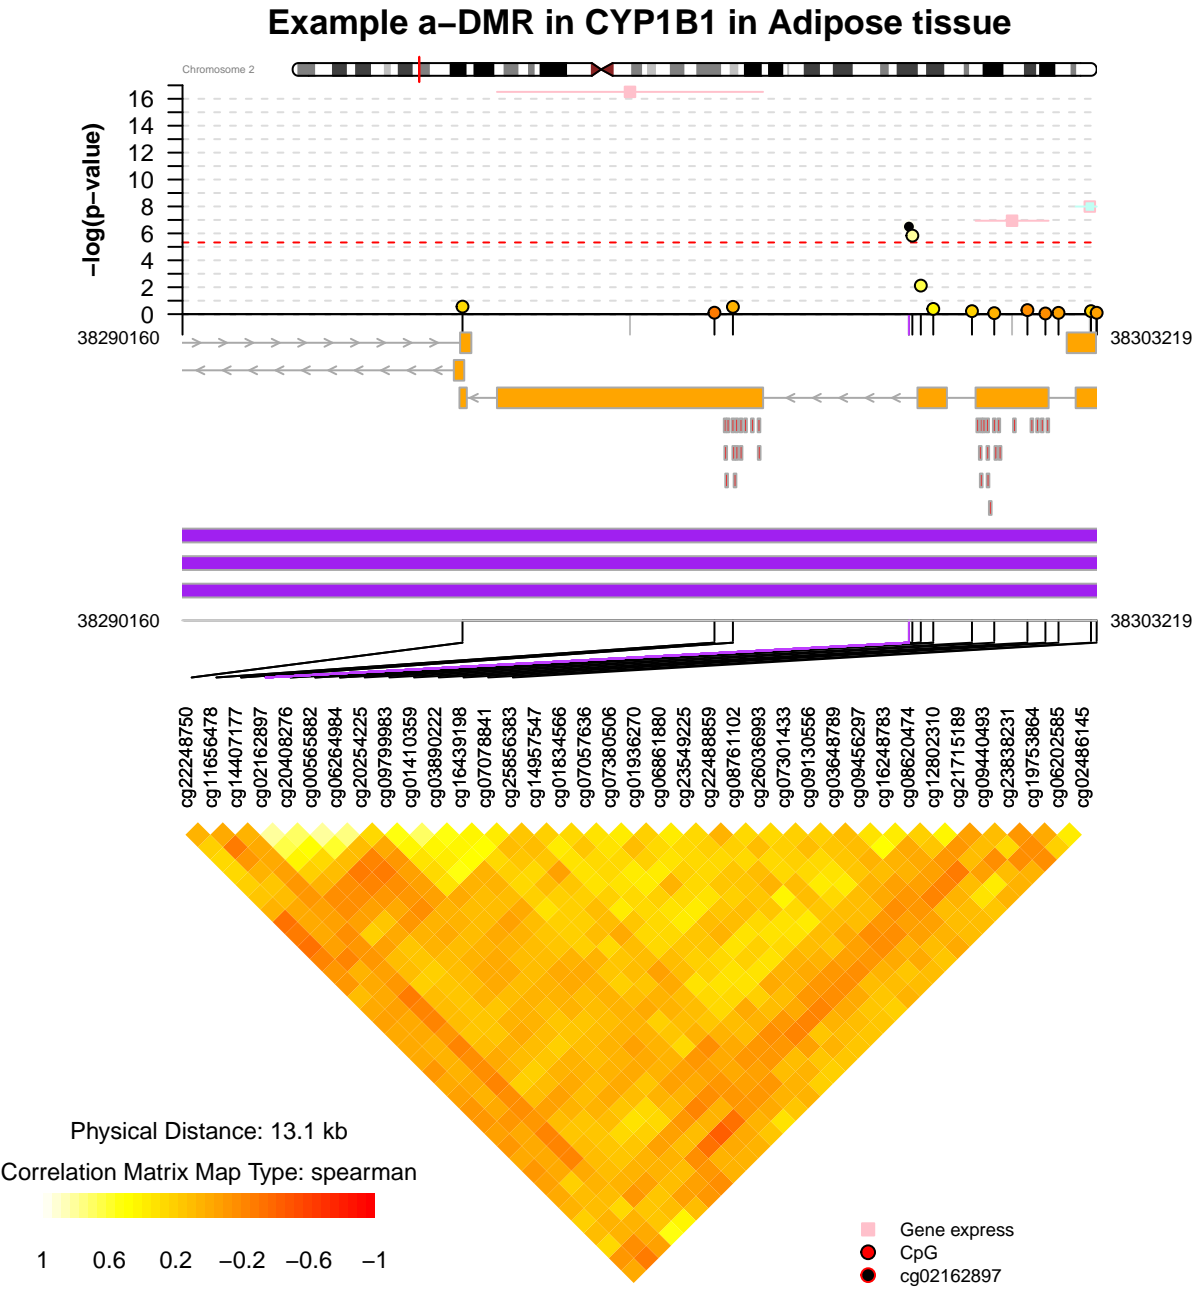 Example a−DMR in CYP1B1 in Adipose tissue
Chromosome 2
−log(p−value)
16
14
12
10
8
6
4
2
0
38290160
38303219
38290160
38303219
cg22248750
cg11656478
cg14407177
cg02162897
cg20408276
cg00565882
cg06264984
cg20254225
cg09799983
cg01410359
cg03890222
cg16439198
cg07078841
cg25856383
cg14957547
cg01834566
cg07057636
cg07380506
cg01936270
cg06861880
cg23549225
cg22488859
cg08761102
cg26036993
cg07301433
cg09130556
cg03648789
cg09456297
cg16248783
cg08620474
cg12802310
cg21715189
cg09440493
cg23838231
cg19753864
cg06202585
cg02486145
Physical Distance: 13.1 kb
Correlation Matrix Map Type: spearman
1 0.6 0.2 −0.2 −0.6 −1
Gene express
CpG
cg02162897